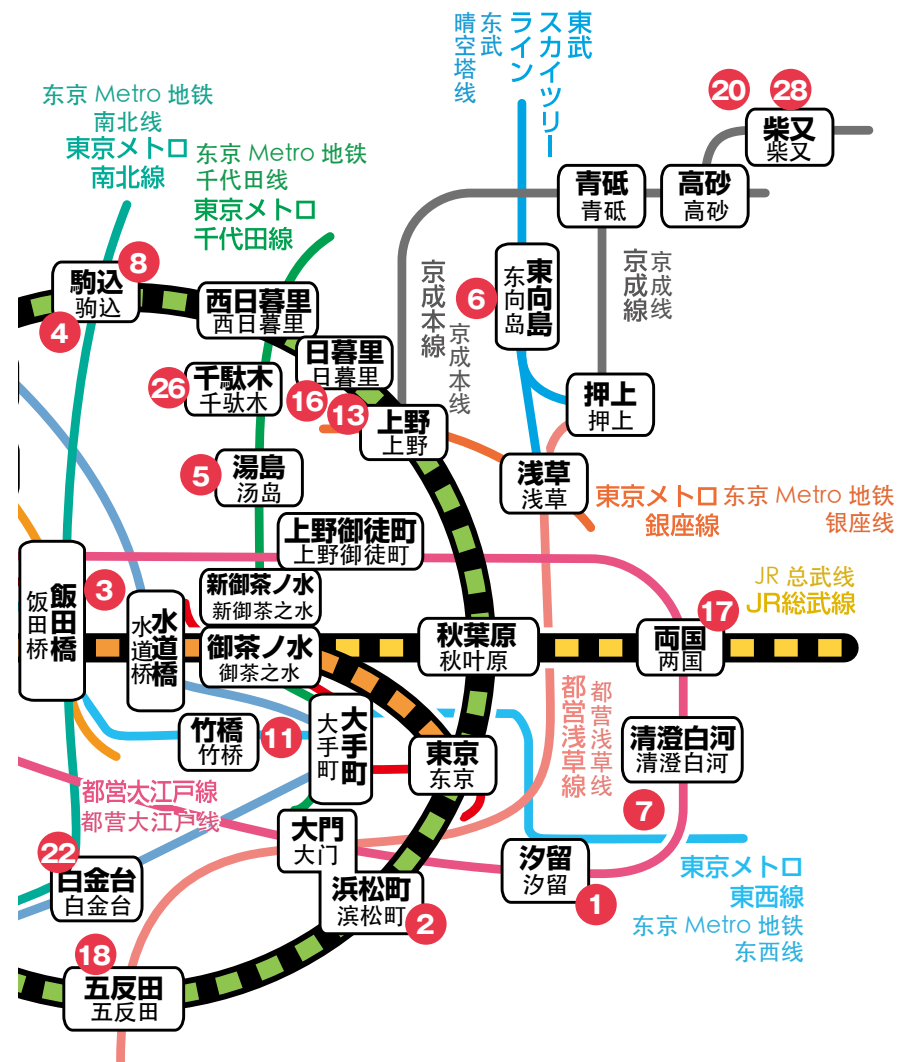 東武
スカイツリー
ライン
东武
晴空塔线
20
28
柴又
柴又
东京 Metro 地铁
南北线
東京メトロ
南北線
东京 Metro 地铁
千代田线
東京メトロ
千代田線
青砥
青砥
高砂
高砂
8
駒込
驹込
4
西日暮里
西日暮里
京成本線
京成本线
6
東向島
东向岛
京成線
京成线
日暮里
日暮里
26
千駄木
千驮木
16
13
上野
上野
押上
押上
5
湯島
汤岛
浅草
浅草
東京メトロ
銀座線
东京 Metro 地铁
银座线
上野御徒町
上野御徒町
JR 总武线
JR総武線
飯田橋
饭田桥
3
水道橋
水道桥
新御茶ノ水
新御茶之水
御茶ノ水
御茶之水
秋葉原
秋叶原
17
両国
两国
都営浅草線
都营浅草线
竹橋
竹桥
11
大手町
大手町
東京
东京
清澄白河
清澄白河
7
都営大江戸線
都营大江户线
大門
大门
22
白金台
白金台
浜松町
滨松町
2
汐留
汐留
1
東京メトロ
東西線
东京 Metro 地铁
东西线
18
五反田
五反田